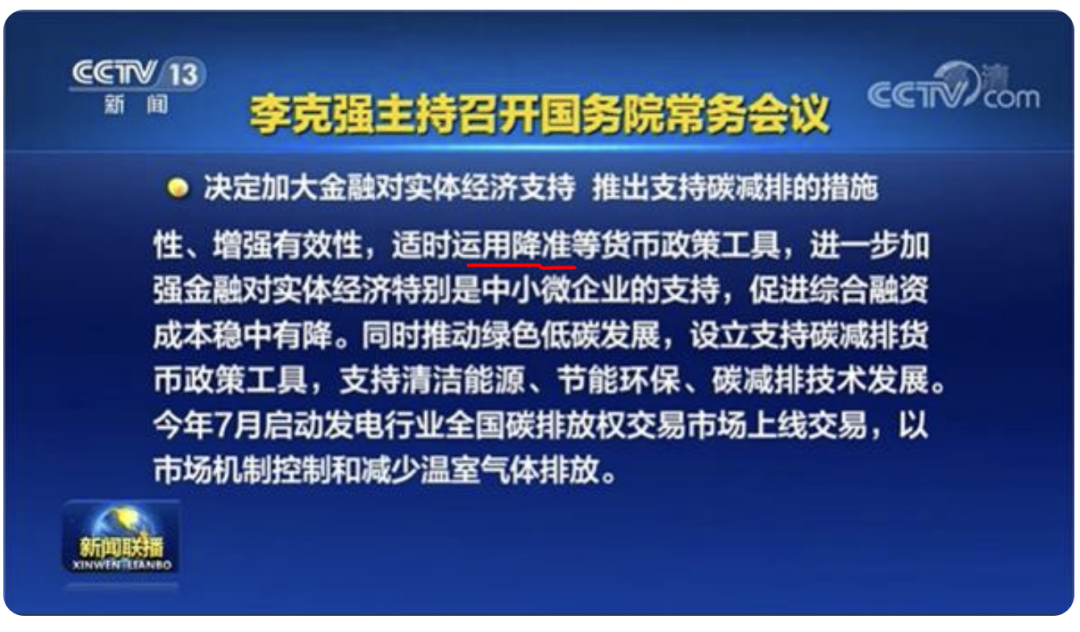 CCTV 13
新闻
CCTV com
李克强主持召开国务院常务会议
决定加大金融对实体经济支持 推出支持碳减排的措施
性、增强有效性，适时运用降准等货币政策工具，进一步加
强金融对实体经济特别是中小微企业的支持，促进综合融资
成本稳中有降。同时推动绿色低碳发展，设立支持碳减排货
币政策工具，支持清洁能源、节能环保、碳减排技术发展。
今年7月启动发电行业全国碳排放权交易市场上线交易，以
市场机制控制和减少温室气体排放。
新闻联播
XINWEN LIANBO